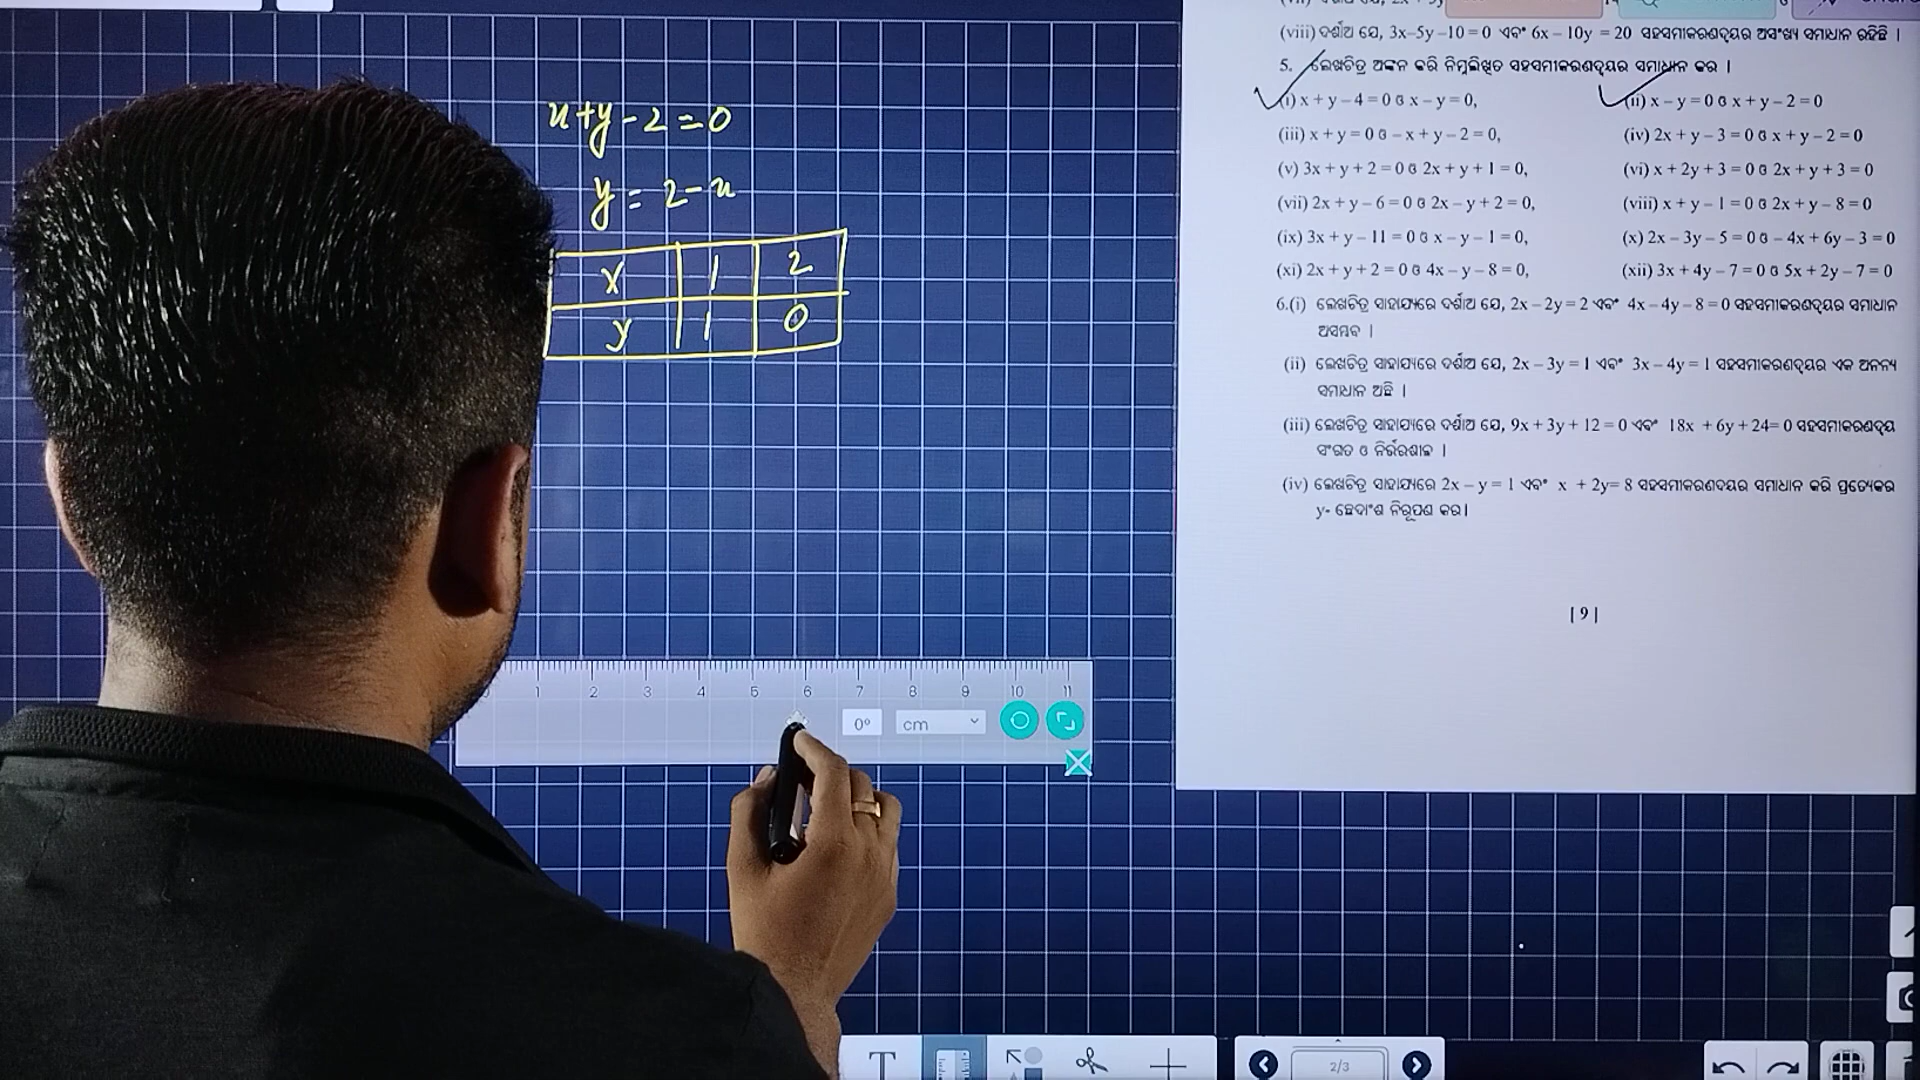 x+y-2=0
y = 2-x
x 1 2
y 1 0
(viii) ଦର୍ଶାଅ ଯେ, 3x–5y –10 = 0 ଏବଂ 6x – 10y = 20 ସହସମୀକରଣଦ୍ୱୟର ଅସଂଖ୍ୟ ସମାଧାନ ରହିଛି ।
5. ଲେଖଚିତ୍ର ଅଙ୍କନ କରି ନିମ୍ନଲିଖିତ ସହସମୀକରଣଦ୍ୱୟର ସମାଧାନ କର ।
(i) x + y – 4 = 0 ଓ x – y = 0, (ii) x – y = 0 ଓ x + y – 2 = 0
(iii) x + y = 0 ଓ – x + y – 2 = 0, (iv) 2x + y – 3 = 0 ଓ x + y – 2 = 0
(v) 3x + y + 2 = 0 ଓ 2x + y + 1 = 0, (vi) x + 2y + 3 = 0 ଓ 2x + y + 3 = 0
(vii) 2x + y – 6 = 0 ଓ 2x – y + 2 = 0, (viii) x + y – 1 = 0 ଓ 2x + y – 8 = 0
(ix) 3x + y – 11 = 0 ଓ x – y – 1 = 0, (x) 2x – 3y – 5 = 0 ଓ – 4x + 6y – 3 = 0
(xi) 2x + y + 2 = 0 ଓ 4x – y – 8 = 0, (xii) 3x + 4y – 7 = 0 ଓ 5x + 2y – 7 = 0
6.(i) ଲେଖଚିତ୍ର ସାହାଯ୍ୟରେ ଦର୍ଶାଅ ଯେ, 2x – 2y = 2 ଏବଂ 4x – 4y – 8 = 0 ସହସମୀକରଣଦ୍ୱୟର ସମାଧାନ
ଅସମ୍ଭବ ।
(ii) ଲେଖଚିତ୍ର ସାହାଯ୍ୟରେ ଦର୍ଶାଅ ଯେ, 2x – 3y = 1 ଏବଂ 3x – 4y = 1 ସହସମୀକରଣଦ୍ୱୟର ଏକ ଅନନ୍ୟ
ସମାଧାନ ଅଛି ।
(iii) ଲେଖଚିତ୍ର ସାହାଯ୍ୟରେ ଦର୍ଶାଅ ଯେ, 9x + 3y + 12 = 0 ଏବଂ 18x + 6y + 24= 0 ସହସମୀକରଣଦ୍ୱୟ
ସଂଗତ ଓ ନିର୍ଭରଶୀଳ ।
(iv) ଲେଖଚିତ୍ର ସାହାଯ୍ୟରେ 2x – y = 1 ଏବଂ x + 2y= 8 ସହସମୀକରଣଦ୍ୱୟର ସମାଧାନ କରି ପ୍ରତ୍ୟେକର
y- ଛେଦାଂଶ ନିରୂପଣ କର।
[ 9 ]
1 2 3 4 5 6 7 8 9 10 11
0° cm
T
2/3